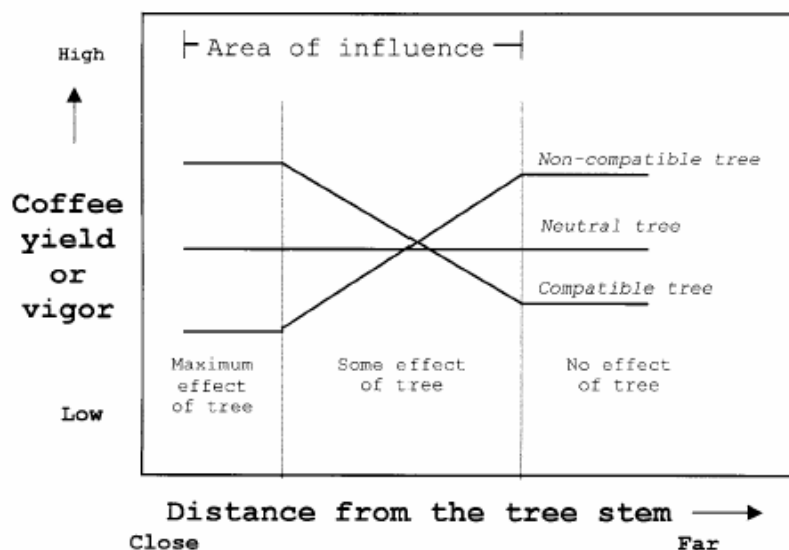 High
Area of influence
Non-compatible tree
Coffee
yield
or
vigor
Neutral tree
Compatible tree
Maximum
effect
of tree
Some effect
of tree
No effect
of tree
Low
Distance from the tree stem
Close
Far